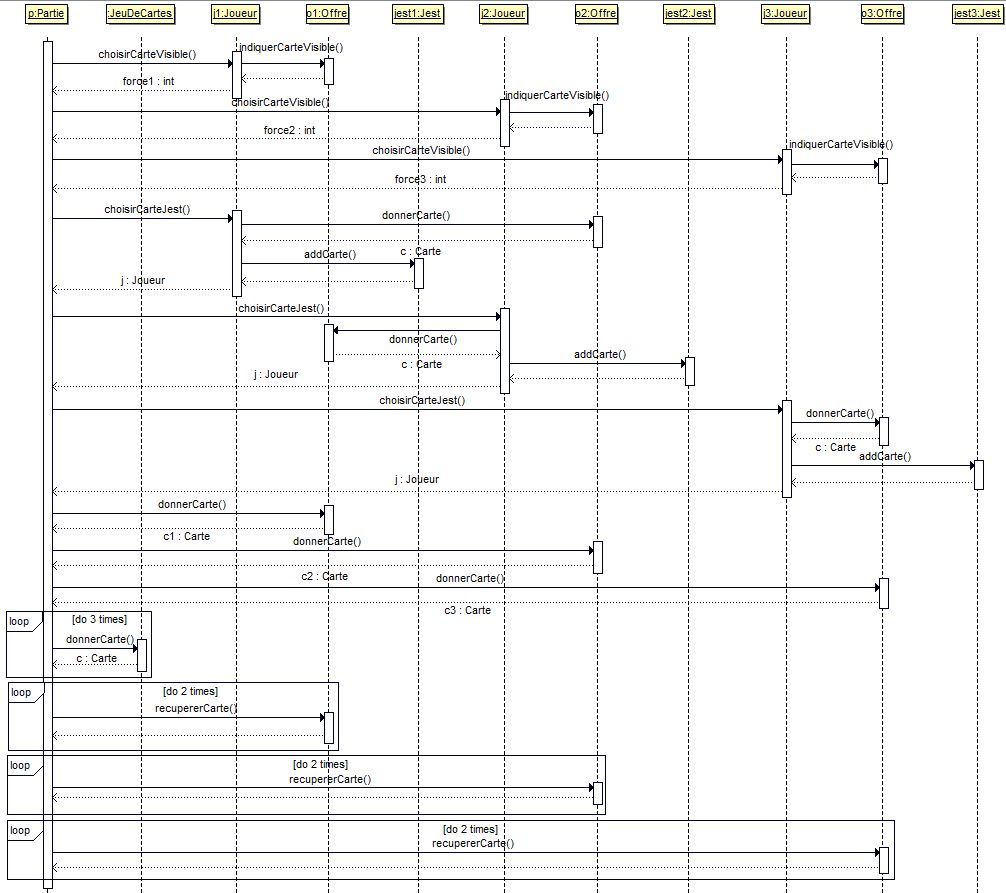 p:Partie :JeuDeCartes j1:Joueur o1:Offre jest1:Jest j2:Joueur o2:Offre jest2:Jest j3:Joueur o3:Offre jest3:Jest
indiquerCarteVisible()
choisirCarteVisible()
force1 : int
indiquerCarteVisible()
choisirCarteVisible()
force2 : int
indiquerCarteVisible()
choisirCarteVisible()
force3 : int
choisirCarteJest()
donnerCarte()
c : Carte
addCarte()
j : Joueur
choisirCarteJest()
donnerCarte()
addCarte()
c : Carte
j : Joueur
choisirCarteJest()
donnerCarte()
c : Carte
addCarte()
j : Joueur
donnerCarte()
c1 : Carte
donnerCarte()
c2 : Carte
donnerCarte()
c3 : Carte
loop [do 3 times]
donnerCarte()
c : Carte
loop [do 2 times]
recupererCarte()
loop [do 2 times]
recupererCarte()
loop [do 2 times]
recupererCarte()